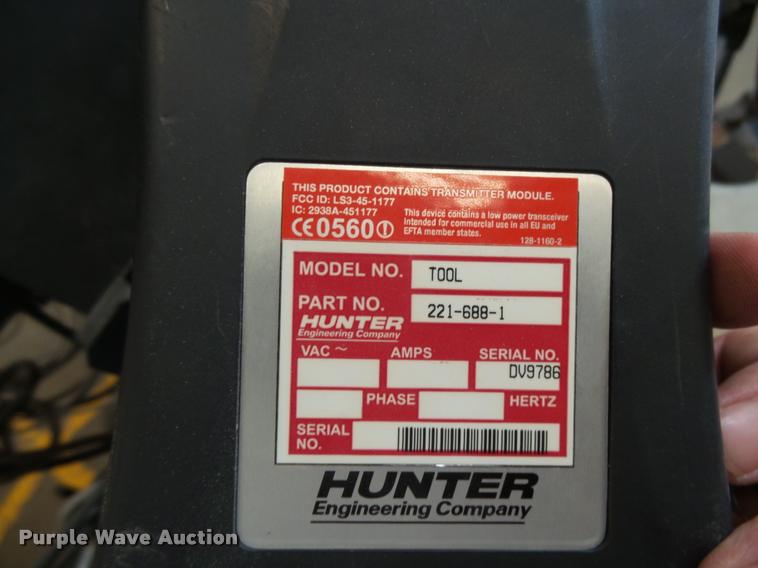 THIS PRODUCT CONTAINS TRANSMITTER MODULE.
FCC ID: LS3-45-1177
IC: 2938A-451177
CE0560
This device contains a low power transceiver
intended for commercial use in all EU and
EFTA member states.
128-1160-2
MODEL NO. TOOL
PART NO. 221-688-1
HUNTER
Engineering Company
VAC ~ AMPS SERIAL NO.
DV9786
PHASE HERTZ
SERIAL
NO.
HUNTER
Engineering Company
Purple Wave Auction